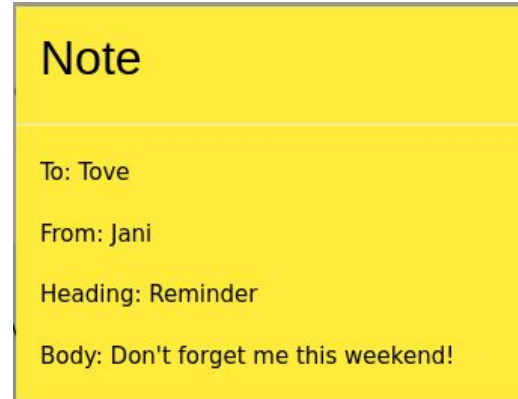 Note
To: Tove
From: Jani
Heading: Reminder
Body: Don't forget me this weekend!